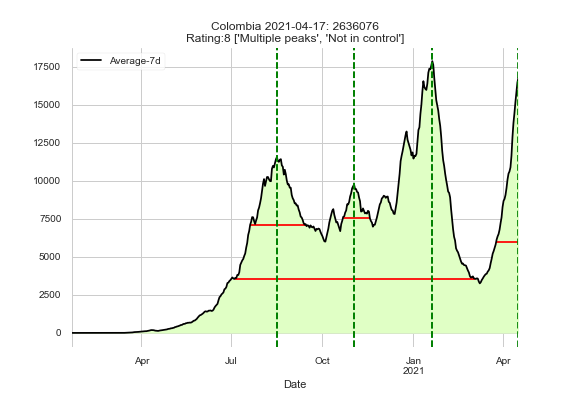 Colombia 2021-04-17: 2636076
Rating:8 ['Multiple peaks', 'Not in control']
Average-7d
17500
15000
12500
10000
7500
5000
2500
0
Apr
Jul
Oct
Jan
2021
Apr
Date